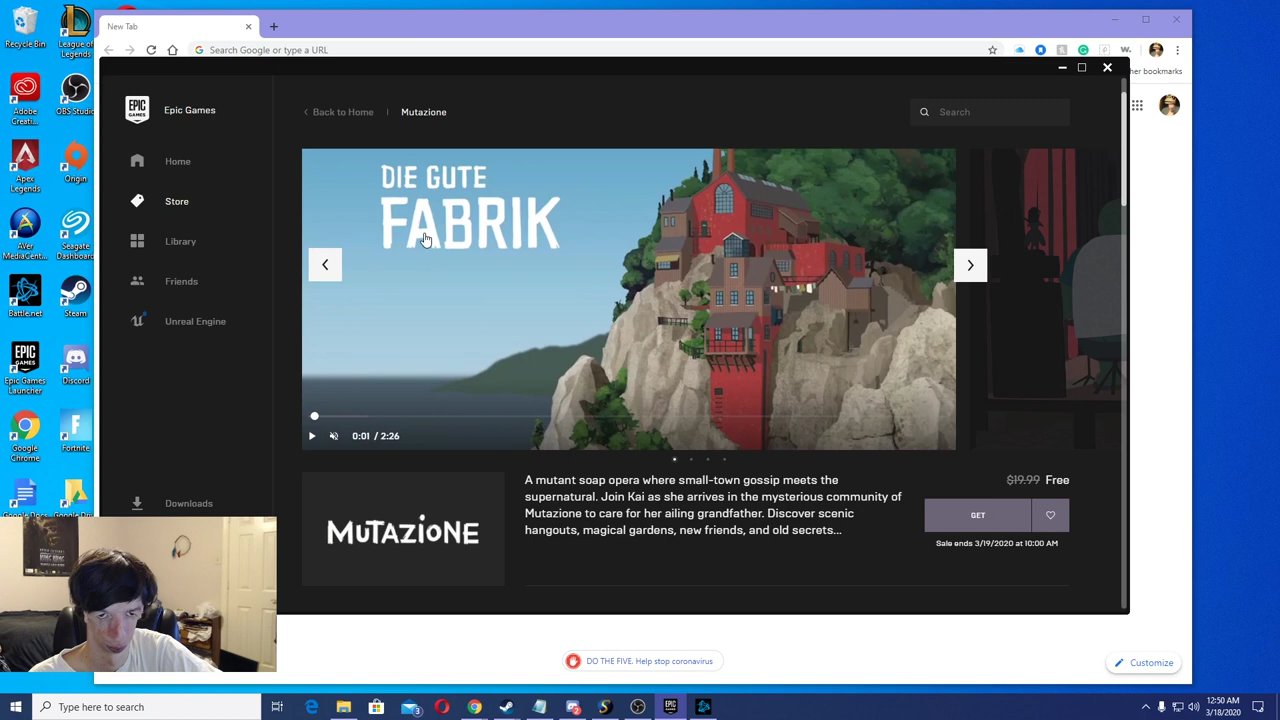 New Tab
Search Google or type a URL
her bookmarks
Recycle Bin
League of
Legends
Adobe
Creati...
OBS Studio
Apex
Legends
Origin
AVer
MediaCent...
Seagate
Dashboard
Battle.net
Steam
Epic Games
Launcher
Discord
Google
Chrome
Fortnite
EPIC
GAMES
Epic Games
Home
Store
Library
Friends
Unreal Engine
Downloads
Back to Home
Mutazione
Search
DIE GUTE
FABRIK
0:01 / 2:26
MUTAZIONE
A mutant soap opera where small-town gossip meets the
supernatural. Join Kai as she arrives in the mysterious community of
Mutazione to care for her ailing grandfather. Discover scenic
hangouts, magical gardens, new friends, and old secrets...
$19.99 Free
GET
Sale ends 3/19/2020 at 10:00 AM
DO THE FIVE. Help stop coronavirus
Customize
Type here to search
12:50 AM
3/18/2020